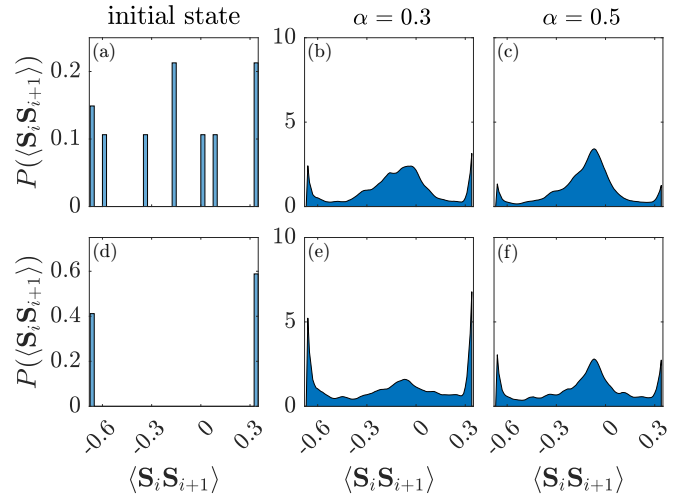 initial state
α = 0.3
α = 0.5
(a)
(b)
(c)
P(⟨S_iS_{i+1}⟩)
0.2
0.1
0
10
5
0
(d)
(e)
(f)
P(⟨S_iS_{i+1}⟩)
0.6
0.4
0.2
0
10
5
0
-0.6
-0.3
0
0.3
-0.6
-0.3
0
0.3
-0.6
-0.3
0
0.3
⟨S_iS_{i+1}⟩
⟨S_iS_{i+1}⟩
⟨S_iS_{i+1}⟩